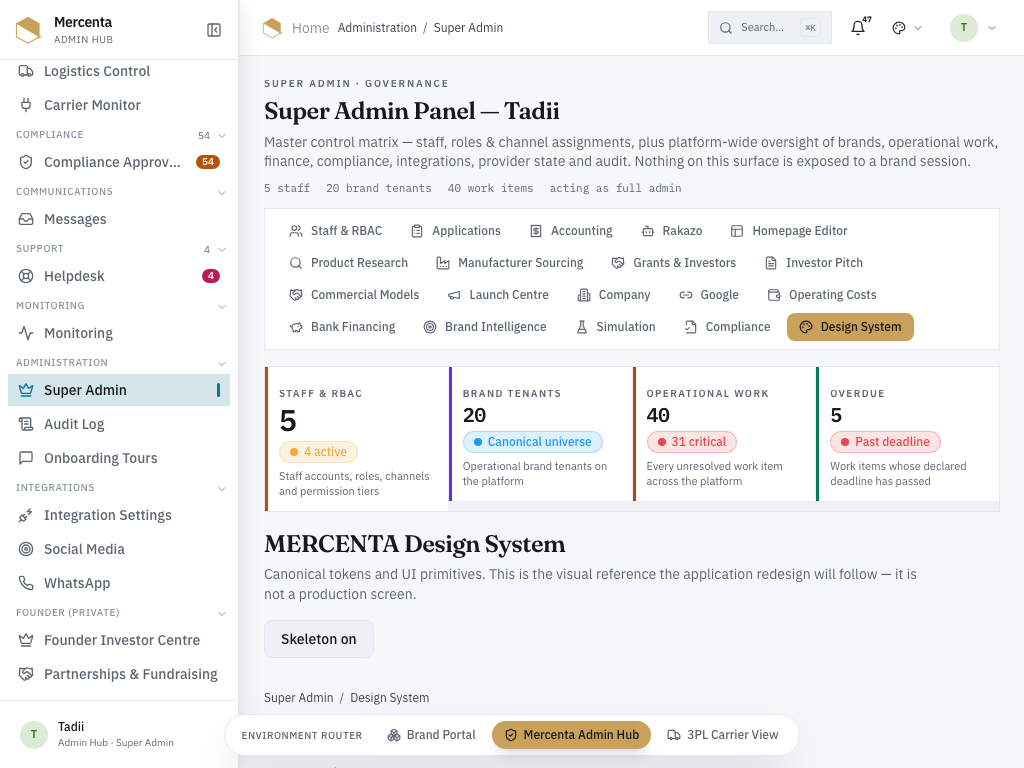 Mercenta
ADMIN HUB
Logistics Control
Carrier Monitor
COMPLIANCE 54
Compliance Approv... 54
COMMUNICATIONS
Messages
SUPPORT 4
Helpdesk 4
MONITORING
Monitoring
ADMINISTRATION
Super Admin
Audit Log
Onboarding Tours
INTEGRATIONS
Integration Settings
Social Media
WhatsApp
FOUNDER (PRIVATE)
Founder Investor Centre
Partnerships & Fundraising
T
Tadii
Admin Hub · Super Admin
Home Administration / Super Admin
Search... ⌘K
47
T
SUPER ADMIN · GOVERNANCE
Super Admin Panel — Tadii
Master control matrix — staff, roles & channel assignments, plus platform-wide oversight of brands, operational work,
finance, compliance, integrations, provider state and audit. Nothing on this surface is exposed to a brand session.
5 staff 20 brand tenants 40 work items acting as full admin
Staff & RBAC Applications Accounting Rakazo Homepage Editor
Product Research Manufacturer Sourcing Grants & Investors Investor Pitch
Commercial Models Launch Centre Company Google Operating Costs
Bank Financing Brand Intelligence Simulation Compliance Design System
STAFF & RBAC
5
4 active
Staff accounts, roles, channels
and permission tiers
BRAND TENANTS
20
Canonical universe
Operational brand tenants on
the platform
OPERATIONAL WORK
40
31 critical
Every unresolved work item
across the platform
OVERDUE
5
Past deadline
Work items whose declared
deadline has passed
MERCENTA Design System
Canonical tokens and UI primitives. This is the visual reference the application redesign will follow — it is
not a production screen.
Skeleton on
Super Admin / Design System
ENVIRONMENT ROUTER Brand Portal Mercenta Admin Hub 3PL Carrier View